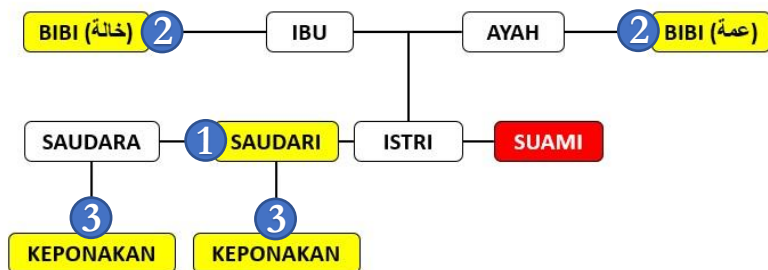 BIBI (خالة) 2 IBU AYAH 2 BIBI (عمة)
SAUDARA 1 SAUDARI ISTRI SUAMI
3 3
KEPONAKAN KEPONAKAN